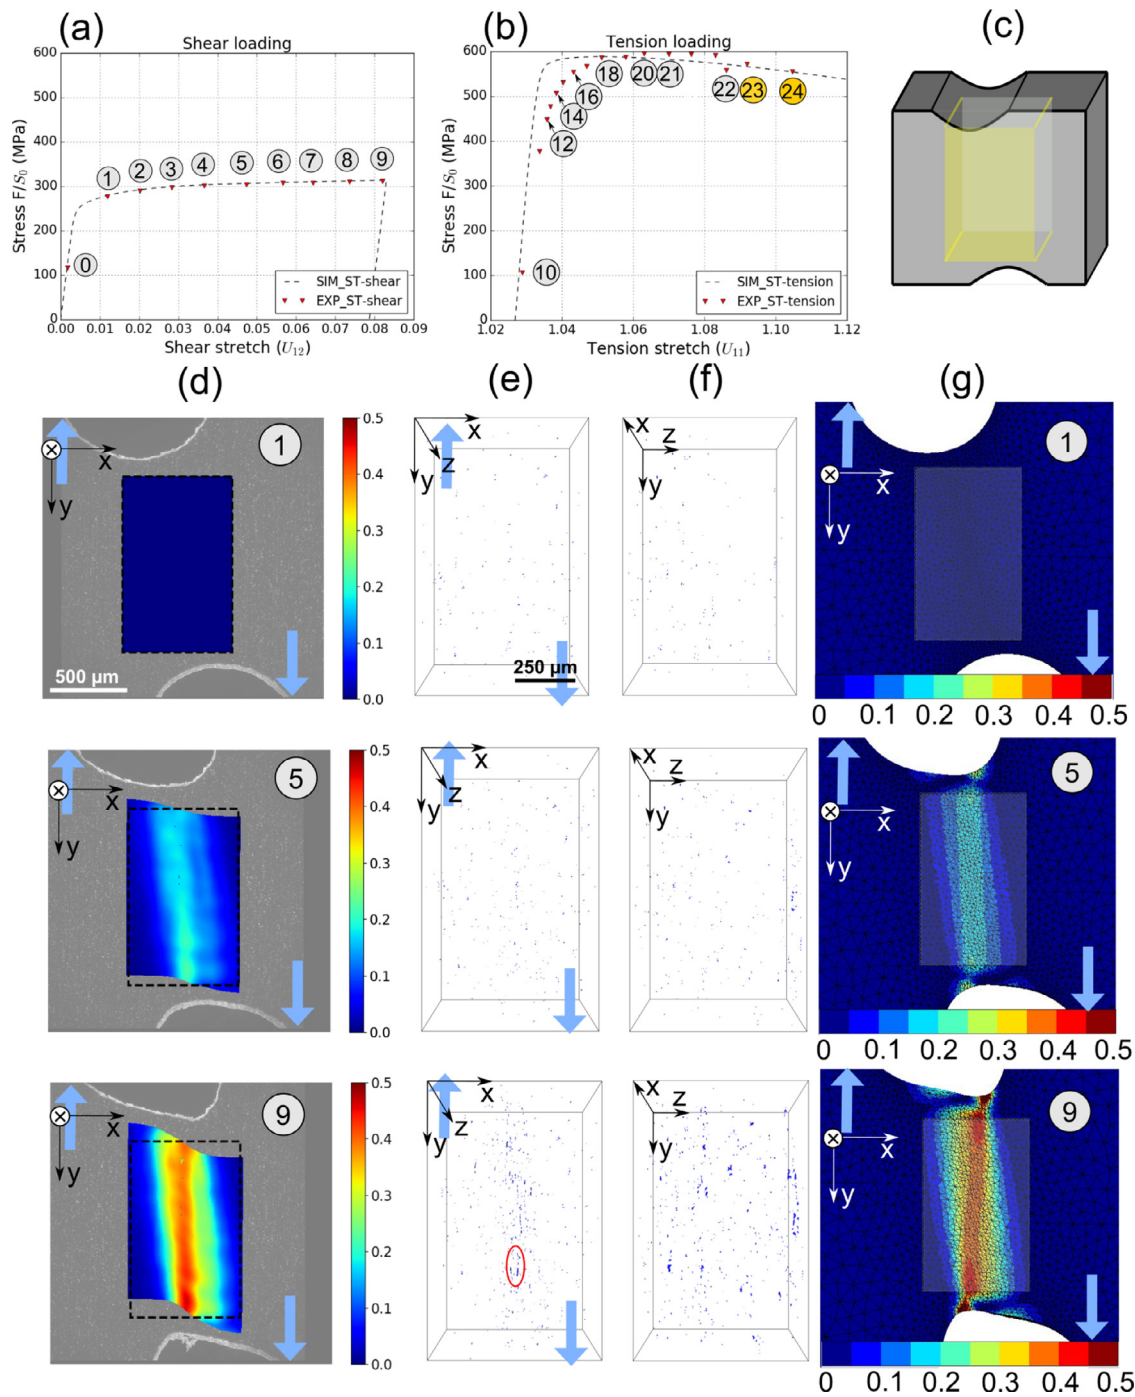 (a)
(b)
(c)
Shear loading
Stress F/S₀ (MPa)
600
500
400
300
200
100
0
0
1
2
3
4
5
6
7
8
9
SIM_ST-shear
EXP_ST-shear
0.00 0.01 0.02 0.03 0.04 0.05 0.06 0.07 0.08 0.09
Shear stretch (U₁₂)
Tension loading
Stress F/S₀ (MPa)
600
500
400
300
200
100
0
10
12
14
16
18
20
21
22
23
24
SIM_ST-tension
EXP_ST-tension
1.02 1.04 1.06 1.08 1.10 1.12
Tension stretch (U₁₁)
(d)
(e)
(f)
(g)
x
y
1
500 µm
0.5
0.4
0.3
0.2
0.1
0.0
x
z
y
250 µm
x
z
y
x
y
1
0 0.1 0.2 0.3 0.4 0.5
x
y
5
0.5
0.4
0.3
0.2
0.1
0.0
x
z
y
x
z
y
x
y
5
0 0.1 0.2 0.3 0.4 0.5
x
y
9
0.5
0.4
0.3
0.2
0.1
0.0
x
z
y
x
z
y
x
y
9
0 0.1 0.2 0.3 0.4 0.5